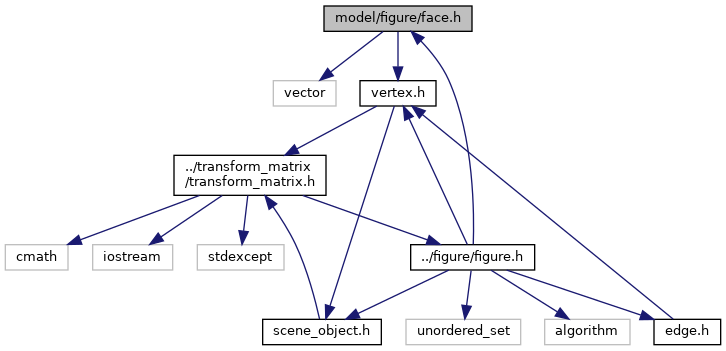 model/figure/face.h
vector
vertex.h
../transform_matrix
/transform_matrix.h
cmath
iostream
stdexcept
../figure/figure.h
scene_object.h
unordered_set
algorithm
edge.h